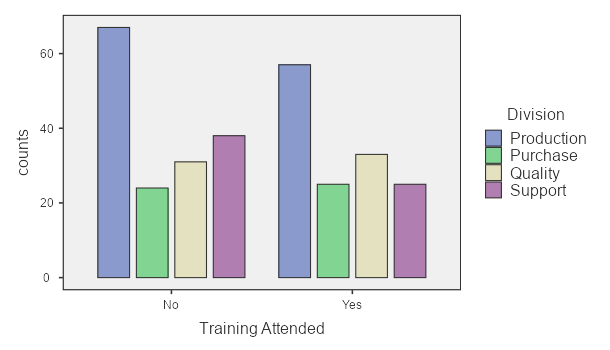 60
40
20
0
counts
No
Yes
Training Attended
Division
Production
Purchase
Quality
Support